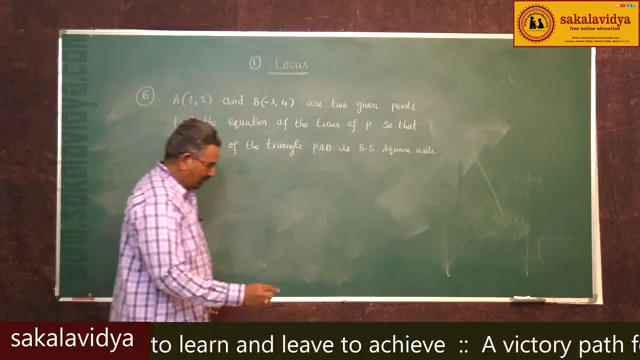 sakalavidya
free online education
① Locus
⑥ A(2,3) and B(-3,4) are two given points
the equation of the locus of P so that
of the triangle PAB is 8.5 square units
sakalavidya to learn and leave to achieve :: A victory path f